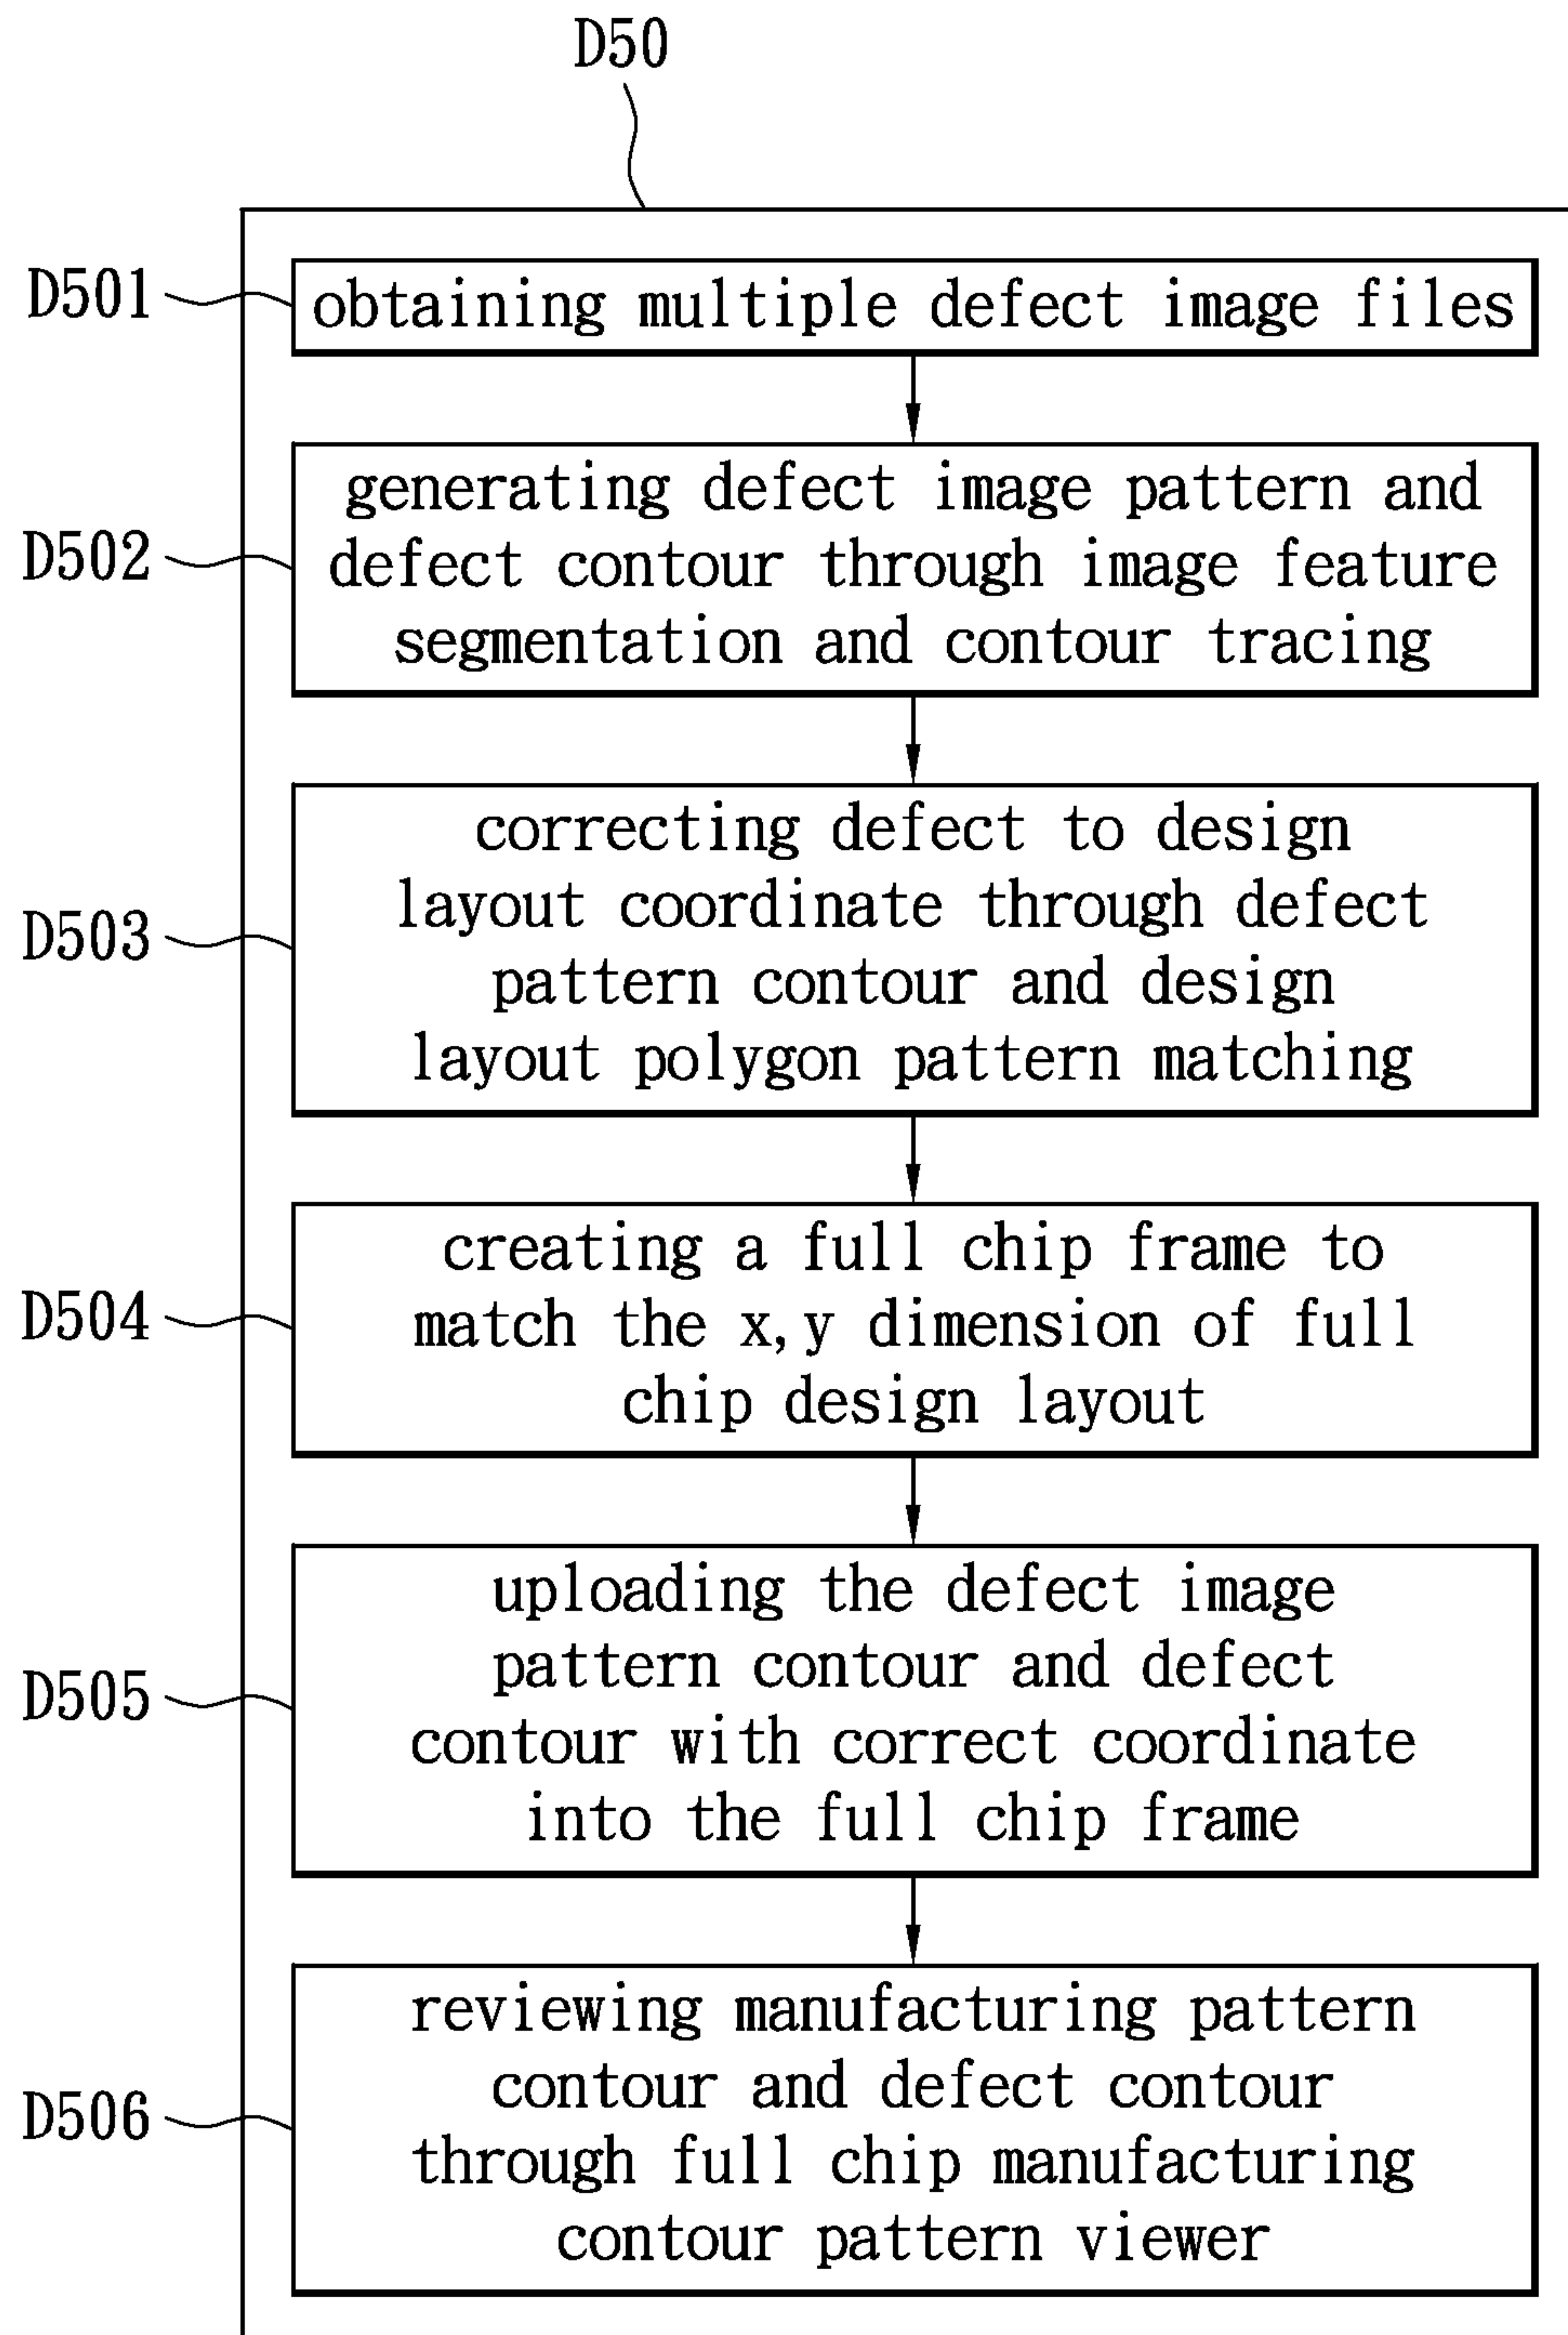 D50
D501
obtaining multiple defect image files
D502
generating defect image pattern and
defect contour through image feature
segmentation and contour tracing
D503
correcting defect to design
layout coordinate through defect
pattern contour and design
layout polygon pattern matching
D504
creating a full chip frame to
match the x,y dimension of full
chip design layout
D505
uploading the defect image
pattern contour and defect
contour with correct coordinate
into the full chip frame
D506
reviewing manufacturing pattern
contour and defect contour
through full chip manufacturing
contour pattern viewer